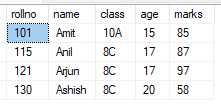 rollno name class age marks
101 Amit 10A 15 85
115 Anil 8C 17 87
121 Arjun 8C 17 97
130 Ashish 8C 20 58